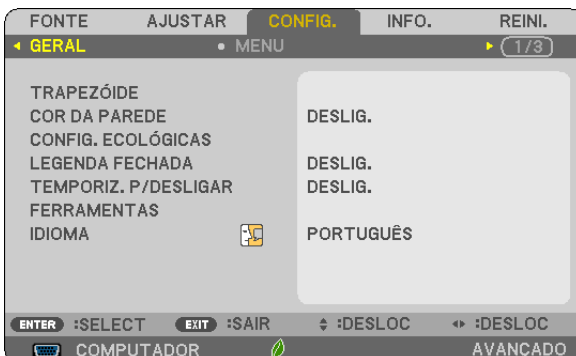 FONTE AJUSTAR CONFIG. INFO. REINI.
GERAL MENU 1/3
TRAPEZÓIDE
COR DA PAREDE DESLIG.
CONFIG. ECOLÓGICAS
LEGENDA FECHADA DESLIG.
TEMPORIZ. P/DESLIGAR DESLIG.
FERRAMENTAS
IDIOMA PORTUGUÊS
ENTER :SELECT EXIT :SAIR :DESLOC :DESLOC
COMPUTADOR AVANCADO